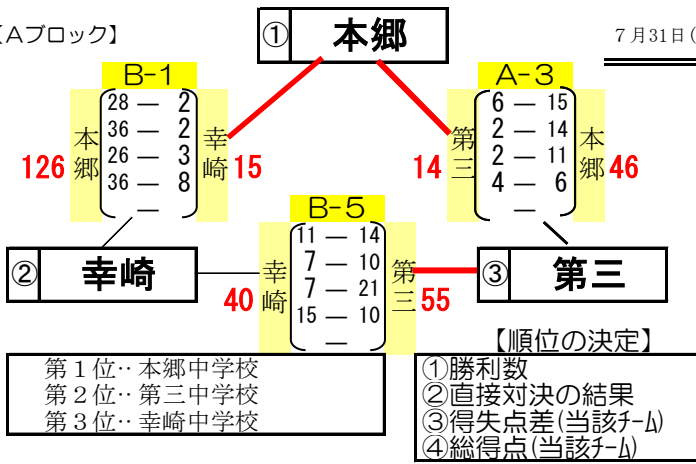 【Aブロック】
① 本郷
7月31日(
B-1
本郷
126
28 ― 2
36 ― 2
26 ― 3
36 ― 8
―
幸崎
15
A-3
第三
14
6 ― 15
2 ― 14
2 ― 11
4 ― 6
―
本郷
46
② 幸崎
B-5
幸崎
40
11 ― 14
7 ― 10
7 ― 21
15 ― 10
―
第三
55
③ 第三
第1位‥本郷中学校
第2位‥第三中学校
第3位‥幸崎中学校
【順位の決定】
①勝利数
②直接対決の結果
③得失点差(当該チーム)
④総得点(当該チーム)